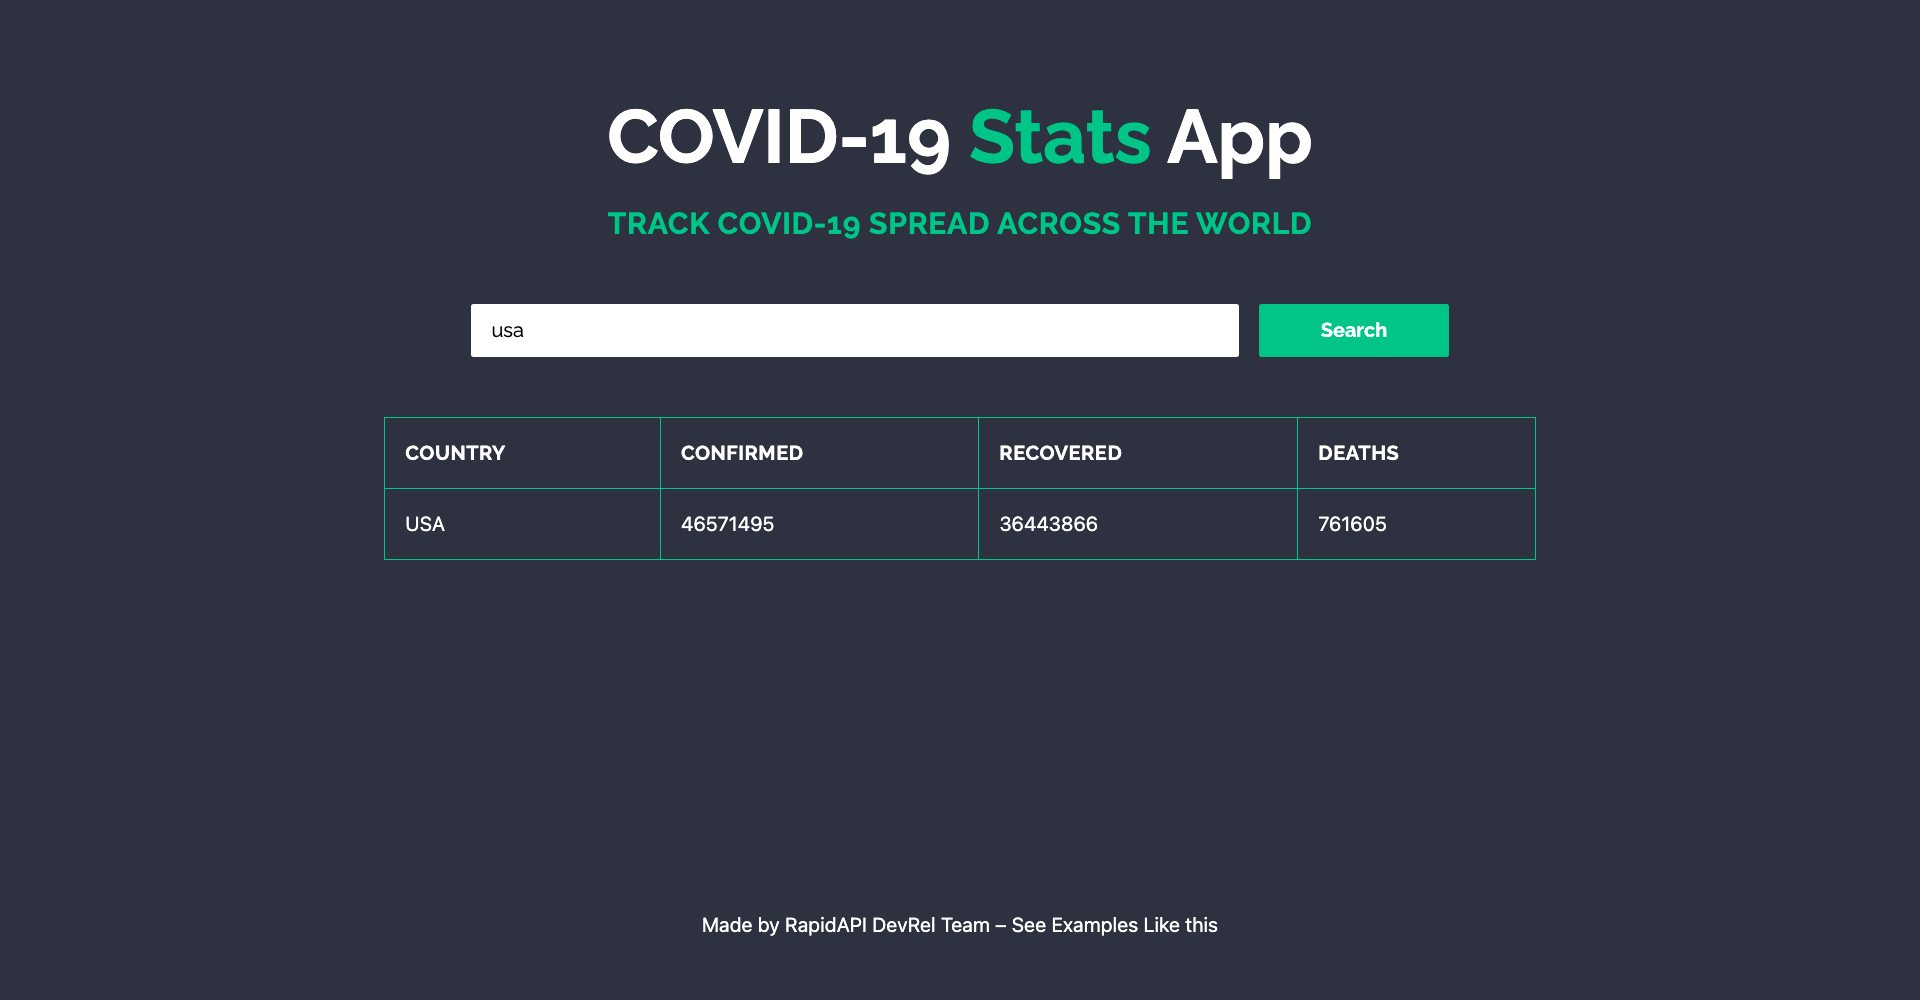 COVID-19 Stats App
TRACK COVID-19 SPREAD ACROSS THE WORLD
usa Search
COUNTRY CONFIRMED RECOVERED DEATHS
USA 46571495 36443866 761605
Made by RapidAPI DevRel Team – See Examples Like this